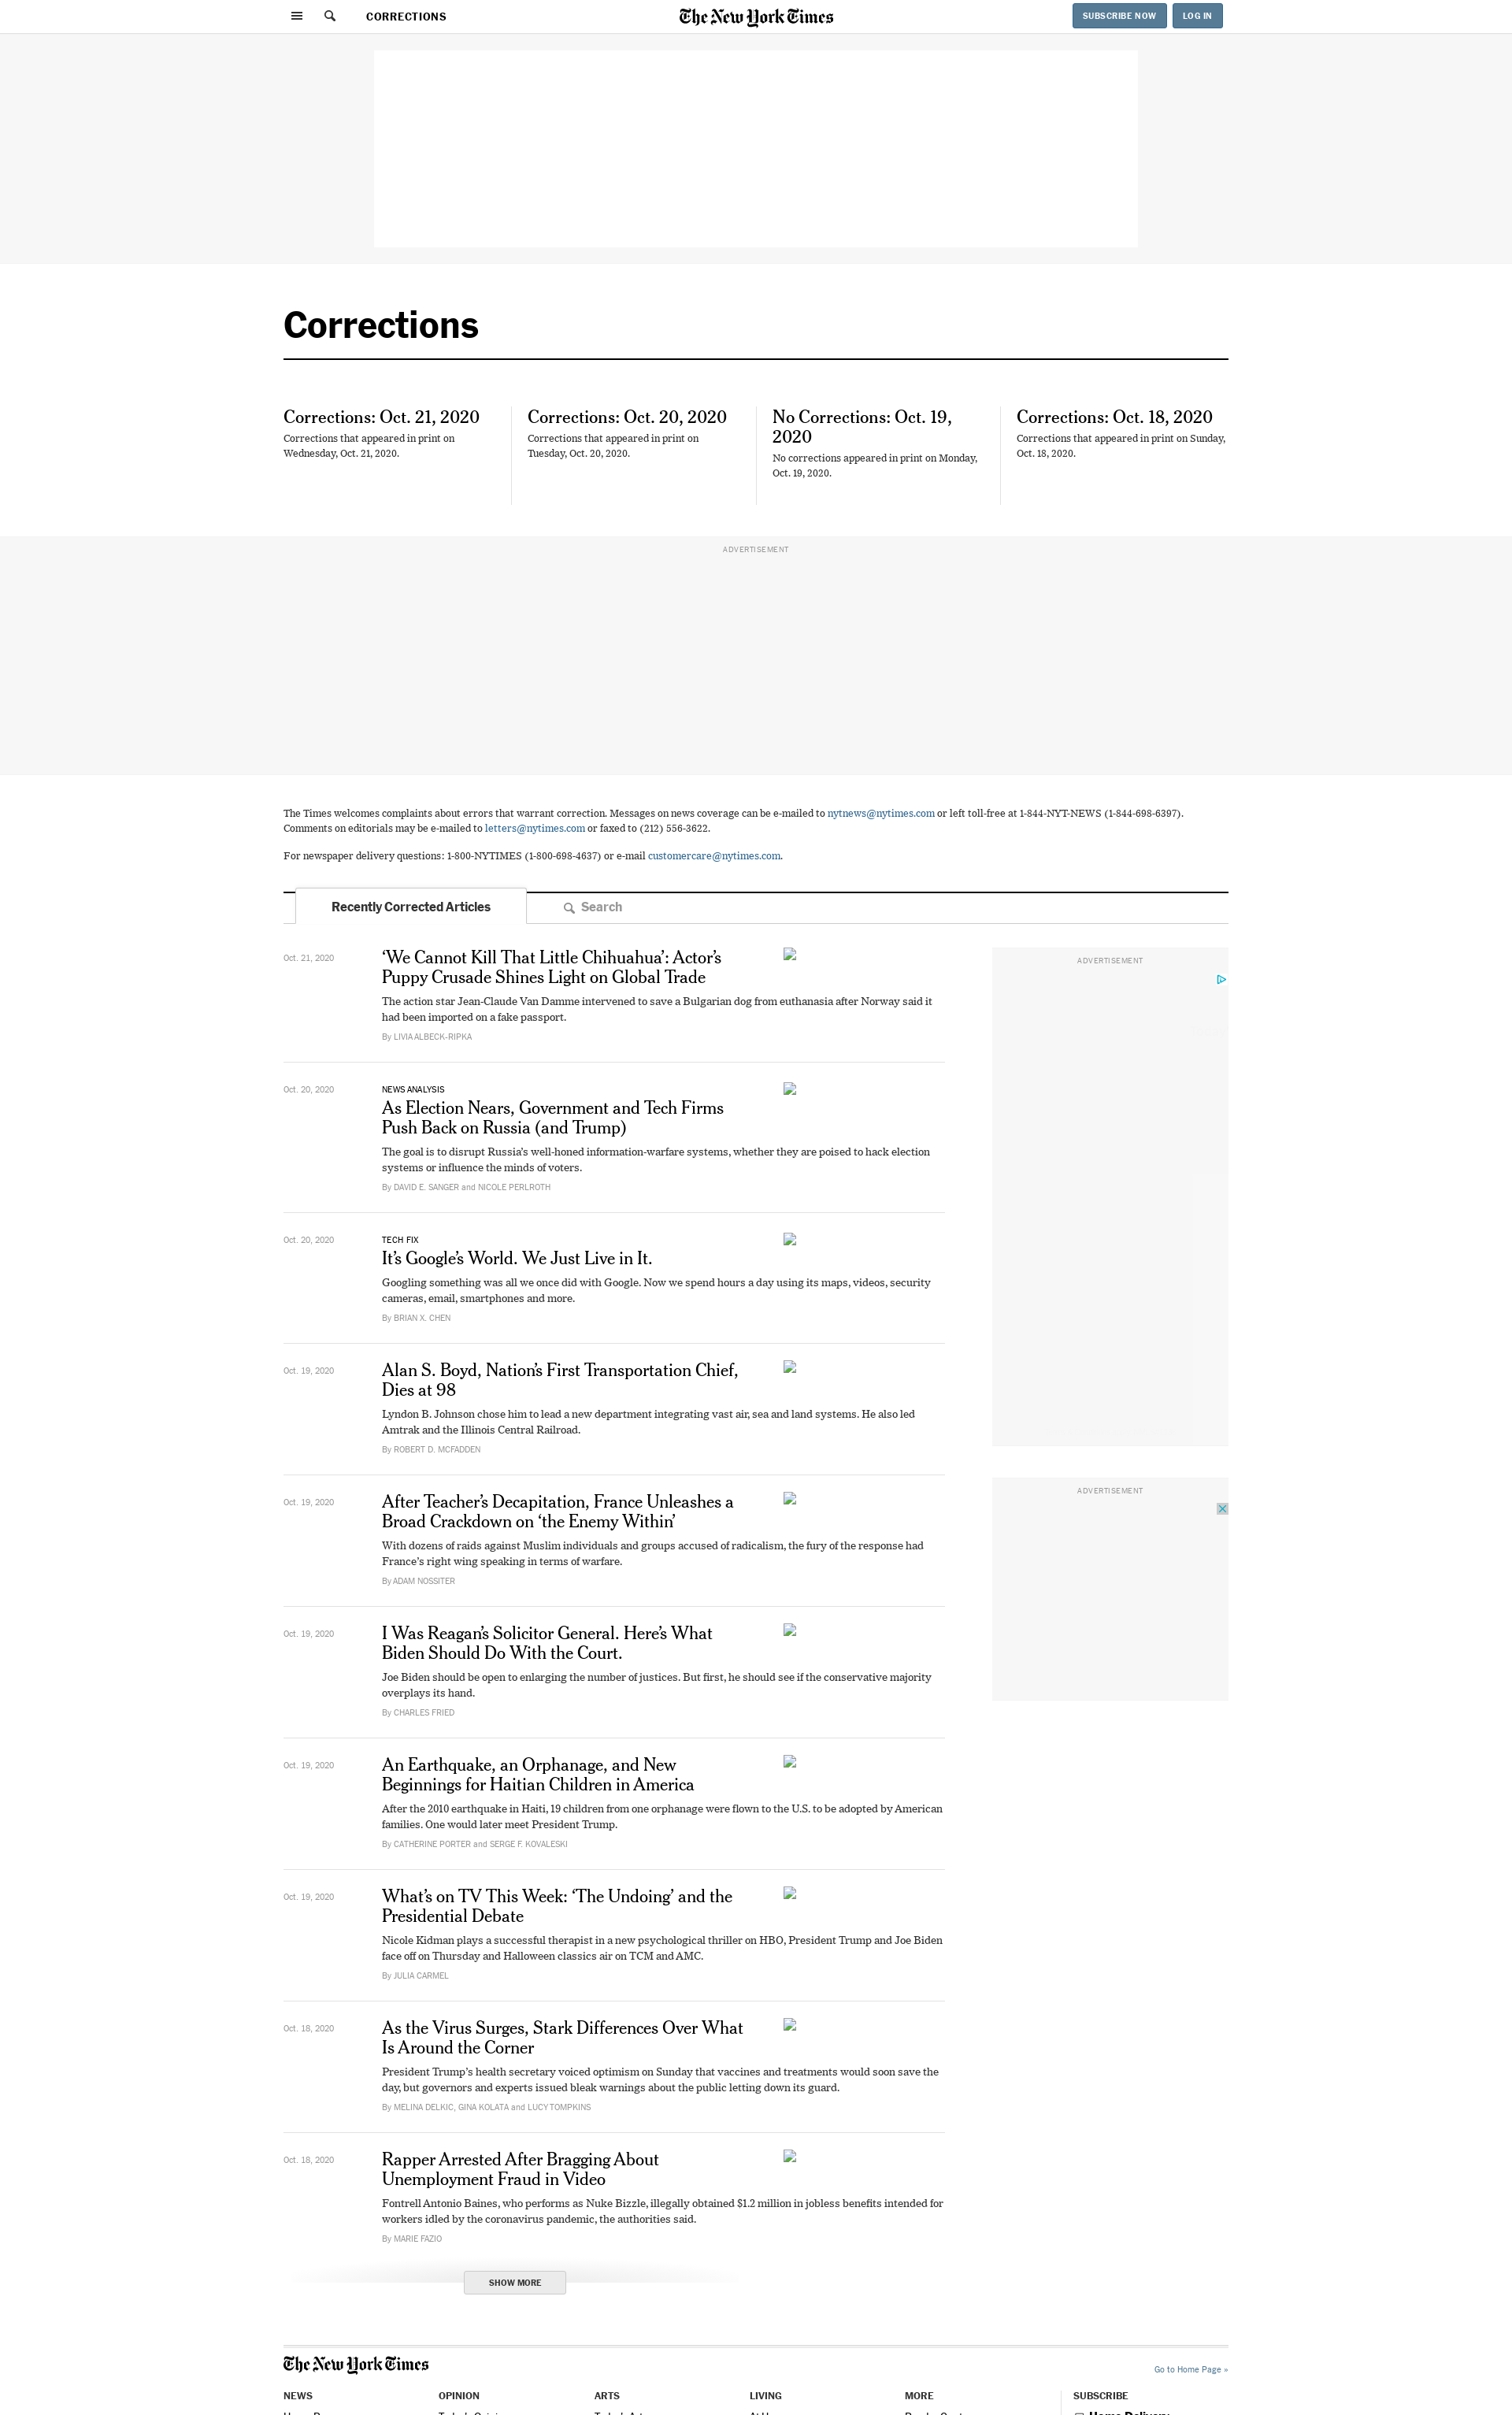 CORRECTIONS
The New York Times
SUBSCRIBE NOW
LOG IN
Corrections
Corrections: Oct. 21, 2020
Corrections that appeared in print on
Wednesday, Oct. 21, 2020.
Corrections: Oct. 20, 2020
Corrections that appeared in print on
Tuesday, Oct. 20, 2020.
No Corrections: Oct. 19,
2020
No corrections appeared in print on Monday,
Oct. 19, 2020.
Corrections: Oct. 18, 2020
Corrections that appeared in print on Sunday,
Oct. 18, 2020.
ADVERTISEMENT
The Times welcomes complaints about errors that warrant correction. Messages on news coverage can be e-mailed to nytnews@nytimes.com or left toll-free at 1-844-NYT-NEWS (1-844-698-6397).
Comments on editorials may be e-mailed to letters@nytimes.com or faxed to (212) 556-3622.
For newspaper delivery questions: 1-800-NYTIMES (1-800-698-4637) or e-mail customercare@nytimes.com.
Recently Corrected Articles
Search
Oct. 21, 2020
‘We Cannot Kill That Little Chihuahua’: Actor’s
Puppy Crusade Shines Light on Global Trade
The action star Jean-Claude Van Damme intervened to save a Bulgarian dog from euthanasia after Norway said it
had been imported on a fake passport.
By LIVIA ALBECK-RIPKA
ADVERTISEMENT
Oct. 20, 2020
NEWS ANALYSIS
As Election Nears, Government and Tech Firms
Push Back on Russia (and Trump)
The goal is to disrupt Russia’s well-honed information-warfare systems, whether they are poised to hack election
systems or influence the minds of voters.
By DAVID E. SANGER and NICOLE PERLROTH
Oct. 20, 2020
TECH FIX
It’s Google’s World. We Just Live in It.
Googling something was all we once did with Google. Now we spend hours a day using its maps, videos, security
cameras, email, smartphones and more.
By BRIAN X. CHEN
Oct. 19, 2020
Alan S. Boyd, Nation’s First Transportation Chief,
Dies at 98
Lyndon B. Johnson chose him to lead a new department integrating vast air, sea and land systems. He also led
Amtrak and the Illinois Central Railroad.
By ROBERT D. MCFADDEN
Oct. 19, 2020
After Teacher’s Decapitation, France Unleashes a
Broad Crackdown on ‘the Enemy Within’
With dozens of raids against Muslim individuals and groups accused of radicalism, the fury of the response had
France’s right wing speaking in terms of warfare.
By ADAM NOSSITER
ADVERTISEMENT
Oct. 19, 2020
I Was Reagan’s Solicitor General. Here’s What
Biden Should Do With the Court.
Joe Biden should be open to enlarging the number of justices. But first, he should see if the conservative majority
overplays its hand.
By CHARLES FRIED
Oct. 19, 2020
An Earthquake, an Orphanage, and New
Beginnings for Haitian Children in America
After the 2010 earthquake in Haiti, 19 children from one orphanage were flown to the U.S. to be adopted by American
families. One would later meet President Trump.
By CATHERINE PORTER and SERGE F. KOVALESKI
Oct. 19, 2020
What’s on TV This Week: ‘The Undoing’ and the
Presidential Debate
Nicole Kidman plays a successful therapist in a new psychological thriller on HBO, President Trump and Joe Biden
face off on Thursday and Halloween classics air on TCM and AMC.
By JULIA CARMEL
Oct. 18, 2020
As the Virus Surges, Stark Differences Over What
Is Around the Corner
President Trump’s health secretary voiced optimism on Sunday that vaccines and treatments would soon save the
day, but governors and experts issued bleak warnings about the public letting down its guard.
By MELINA DELKIC, GINA KOLATA and LUCY TOMPKINS
Oct. 18, 2020
Rapper Arrested After Bragging About
Unemployment Fraud in Video
Fontrell Antonio Baines, who performs as Nuke Bizzle, illegally obtained $1.2 million in jobless benefits intended for
workers idled by the coronavirus pandemic, the authorities said.
By MARIE FAZIO
SHOW MORE
The New York Times
Go to Home Page »
NEWS
OPINION
ARTS
LIVING
MORE
SUBSCRIBE